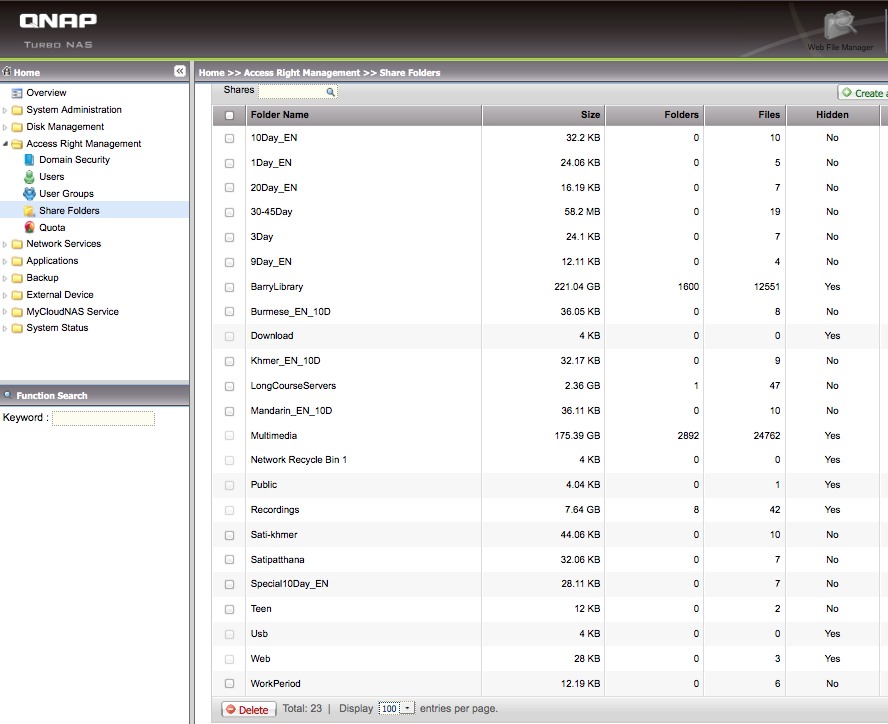 QNAP
TURBO NAS
Web File Manager
Home
Home >> Access Right Management >> Share Folders
Overview
System Administration
Disk Management
Access Right Management
Domain Security
Users
User Groups
Share Folders
Quota
Network Services
Applications
Backup
External Device
MyCloudNAS Service
System Status
Function Search
Keyword :
Shares
Create a
Folder Name Size Folders Files Hidden
10Day_EN 32.2 KB 0 10 No
1Day_EN 24.06 KB 0 5 No
20Day_EN 16.19 KB 0 7 No
30-45Day 58.2 MB 0 19 No
3Day 24.1 KB 0 7 No
9Day_EN 12.11 KB 0 4 No
BarryLibrary 221.04 GB 1600 12551 Yes
Burmese_EN_10D 36.05 KB 0 8 No
Download 4 KB 0 0 Yes
Khmer_EN_10D 32.17 KB 0 9 No
LongCourseServers 2.36 GB 1 47 No
Mandarin_EN_10D 36.11 KB 0 10 No
Multimedia 175.39 GB 2892 24762 Yes
Network Recycle Bin 1 4 KB 0 0 Yes
Public 4.04 KB 0 1 Yes
Recordings 7.64 GB 8 42 Yes
Sati-khmer 44.06 KB 0 10 No
Satipatthana 32.06 KB 0 7 No
Special10Day_EN 28.11 KB 0 7 No
Teen 12 KB 0 2 No
Usb 4 KB 0 0 Yes
Web 28 KB 0 3 Yes
WorkPeriod 12.19 KB 0 6 No
Delete Total: 23 | Display 100 entries per page.